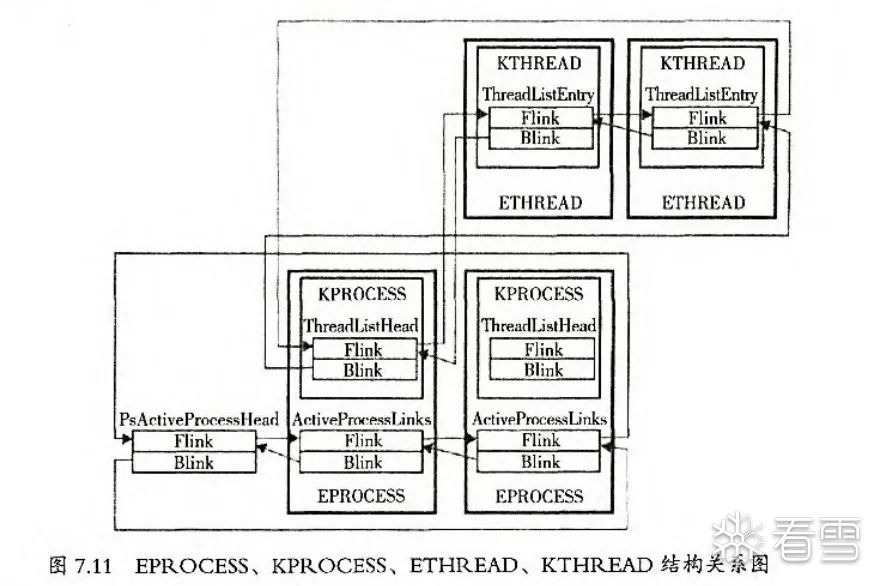 KTHREAD
ThreadListEntry
Flink
Blink
ETHREAD
KTHREAD
ThreadListEntry
Flink
Blink
ETHREAD
KPROCESS
ThreadListHead
Flink
Blink
KPROCESS
ThreadListHead
Flink
Blink
PsActiveProcessHead
Flink
Blink
ActiveProcessLinks
Flink
Blink
EPROCESS
ActiveProcessLinks
Flink
Blink
EPROCESS
看雪
图 7.11 EPROCESS、KPROCESS、ETHREAD、KTHREAD 结构关系图